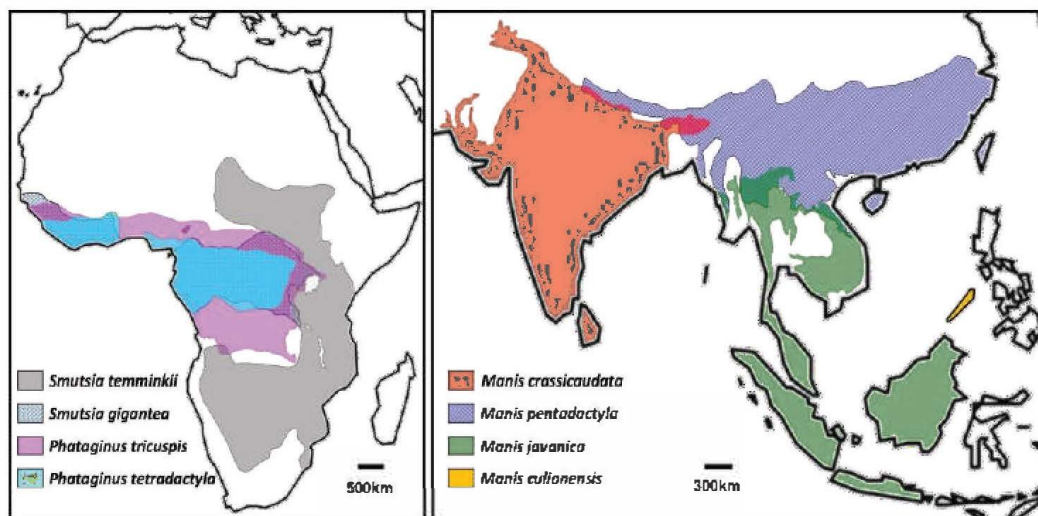 Smutsia temminkii
Smutsia gigantea
Phataginus tricuspis
Phataginus tetradactyla
500km
Manis crassicaudata
Manis pentadactyla
Manis javanica
Manis culionensis
300km